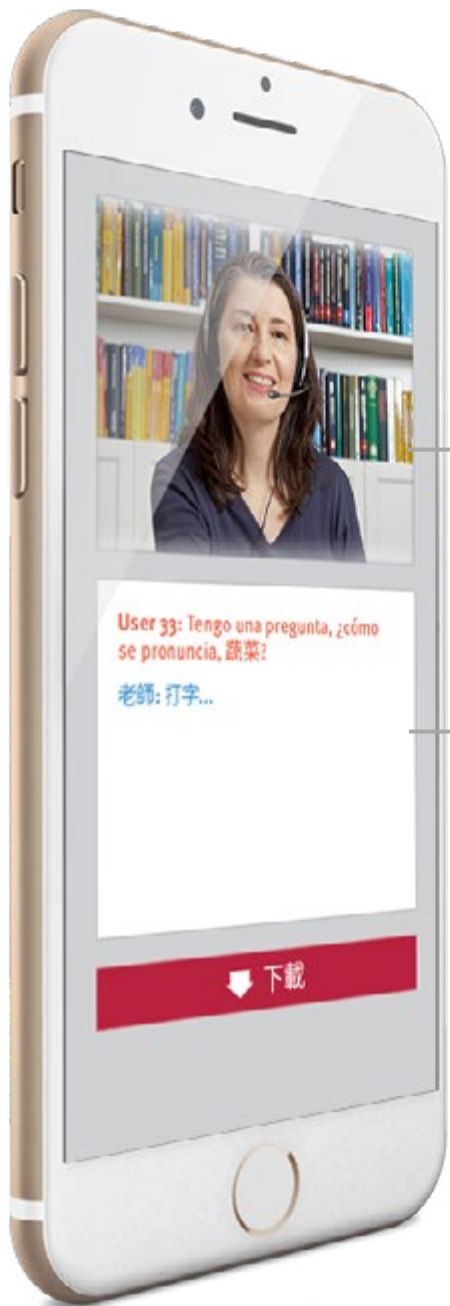 User 33: Tengo una pregunta, ¿cómo
se pronuncia, 蔬菜?
老師: 打字...
下載